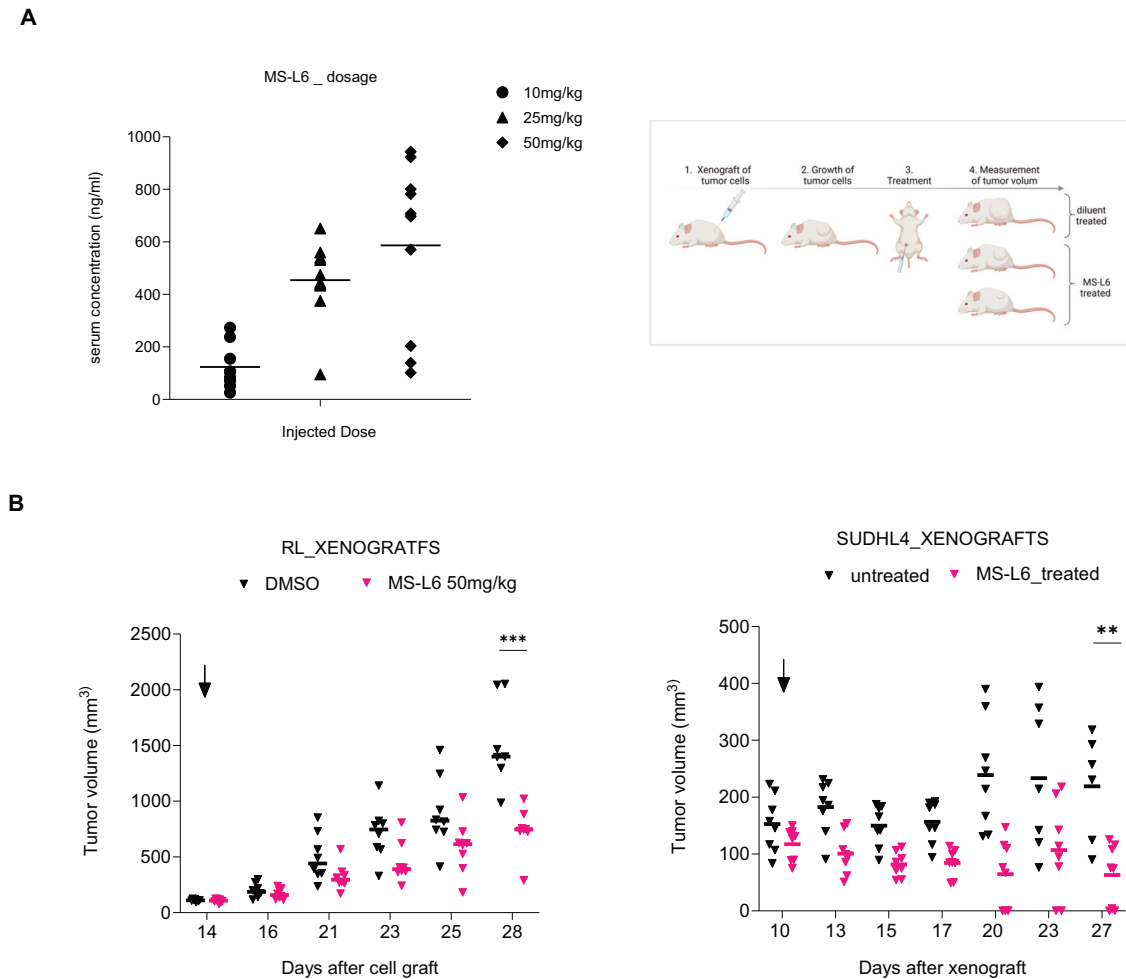 A
MS-L6 _ dosage
10mg/kg
25mg/kg
50mg/kg
serum concentration (ng/ml)
1000
800
600
400
200
0
Injected Dose
1. Xenograft of
tumor cells
2. Growth of
tumor cells
3.
Treatment
4. Measurement
of tumor volum
diluent
treated
MS-L6
treated
B
RL_XENOGRATFS
DMSO
MS-L6 50mg/kg
Tumor volume (mm³)
2500
2000
1500
1000
500
0
***
14 16 21 23 25 28
Days after cell graft
SUDHL4_XENOGRAFTS
untreated
MS-L6_treated
Tumor volume (mm³)
500
400
300
200
100
0
**
10 13 15 17 20 23 27
Days after xenograft